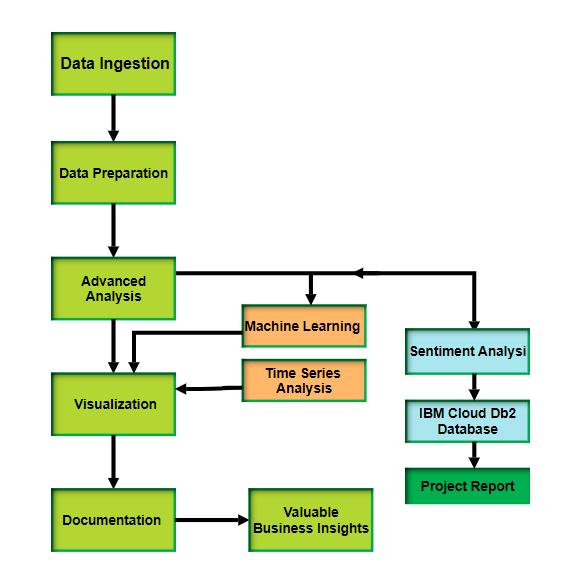 Data Ingestion
Data Preparation
Advanced
Analysis
Machine Learning
Sentiment Analysi
Time Series
Analysis
Visualization
IBM Cloud Db2
Database
Project Report
Documentation
Valuable
Business Insights